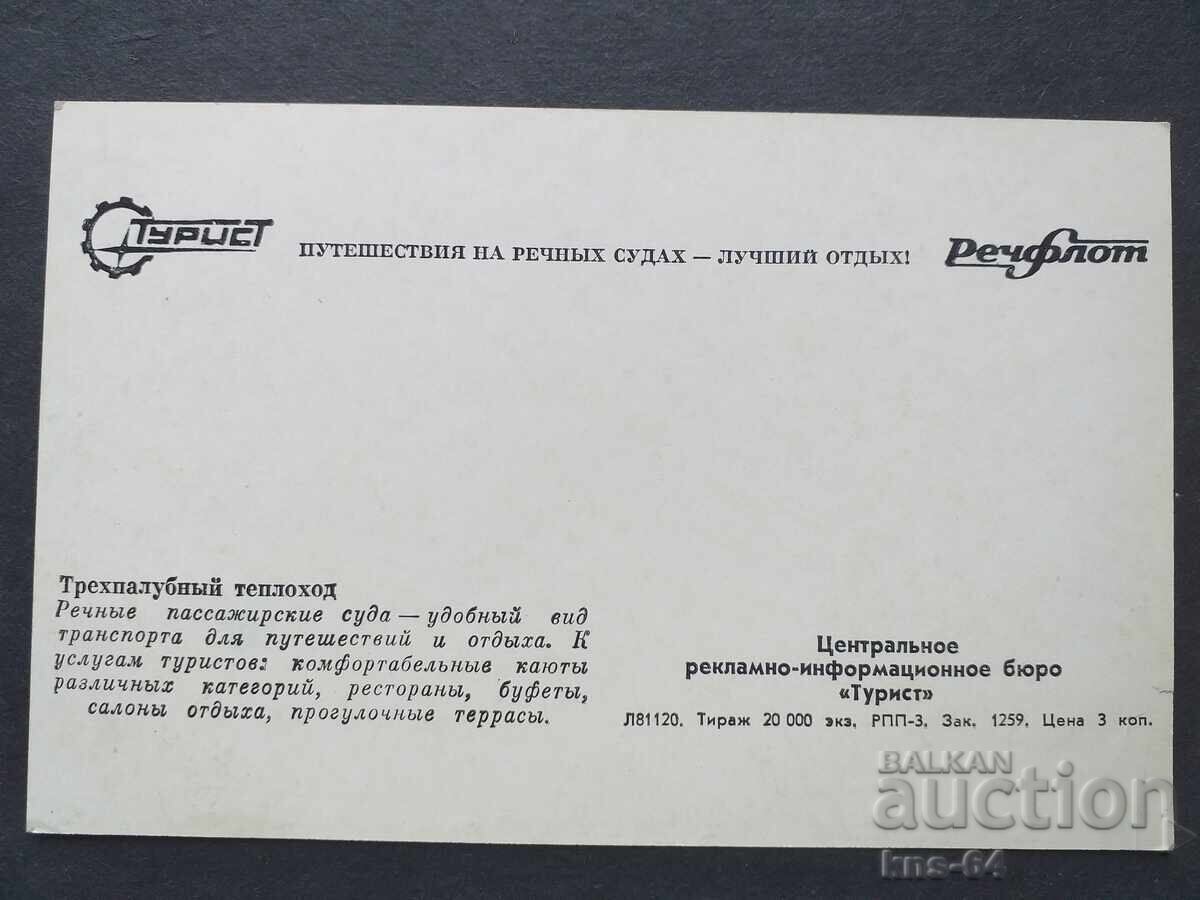 ТУРИСТ
ПУТЕШЕСТВИЯ НА РЕЧНЫХ СУДАХ — ЛУЧШИЙ ОТДЫХ!
Речфлот
Трехпалубный теплоход
Речные пассажирские суда — удобный вид
транспорта для путешествий и отдыха. К
услугам туристов: комфортабельные каюты
различных категорий, рестораны, буфеты,
салоны отдыха, прогулочные террасы.
Центральное
рекламно-информационное бюро
«Турист»
Л81120. Тираж 20 000 экз. РПП-3. Зак. 1259. Цена 3 коп.
BALKAN
auction
kns-64